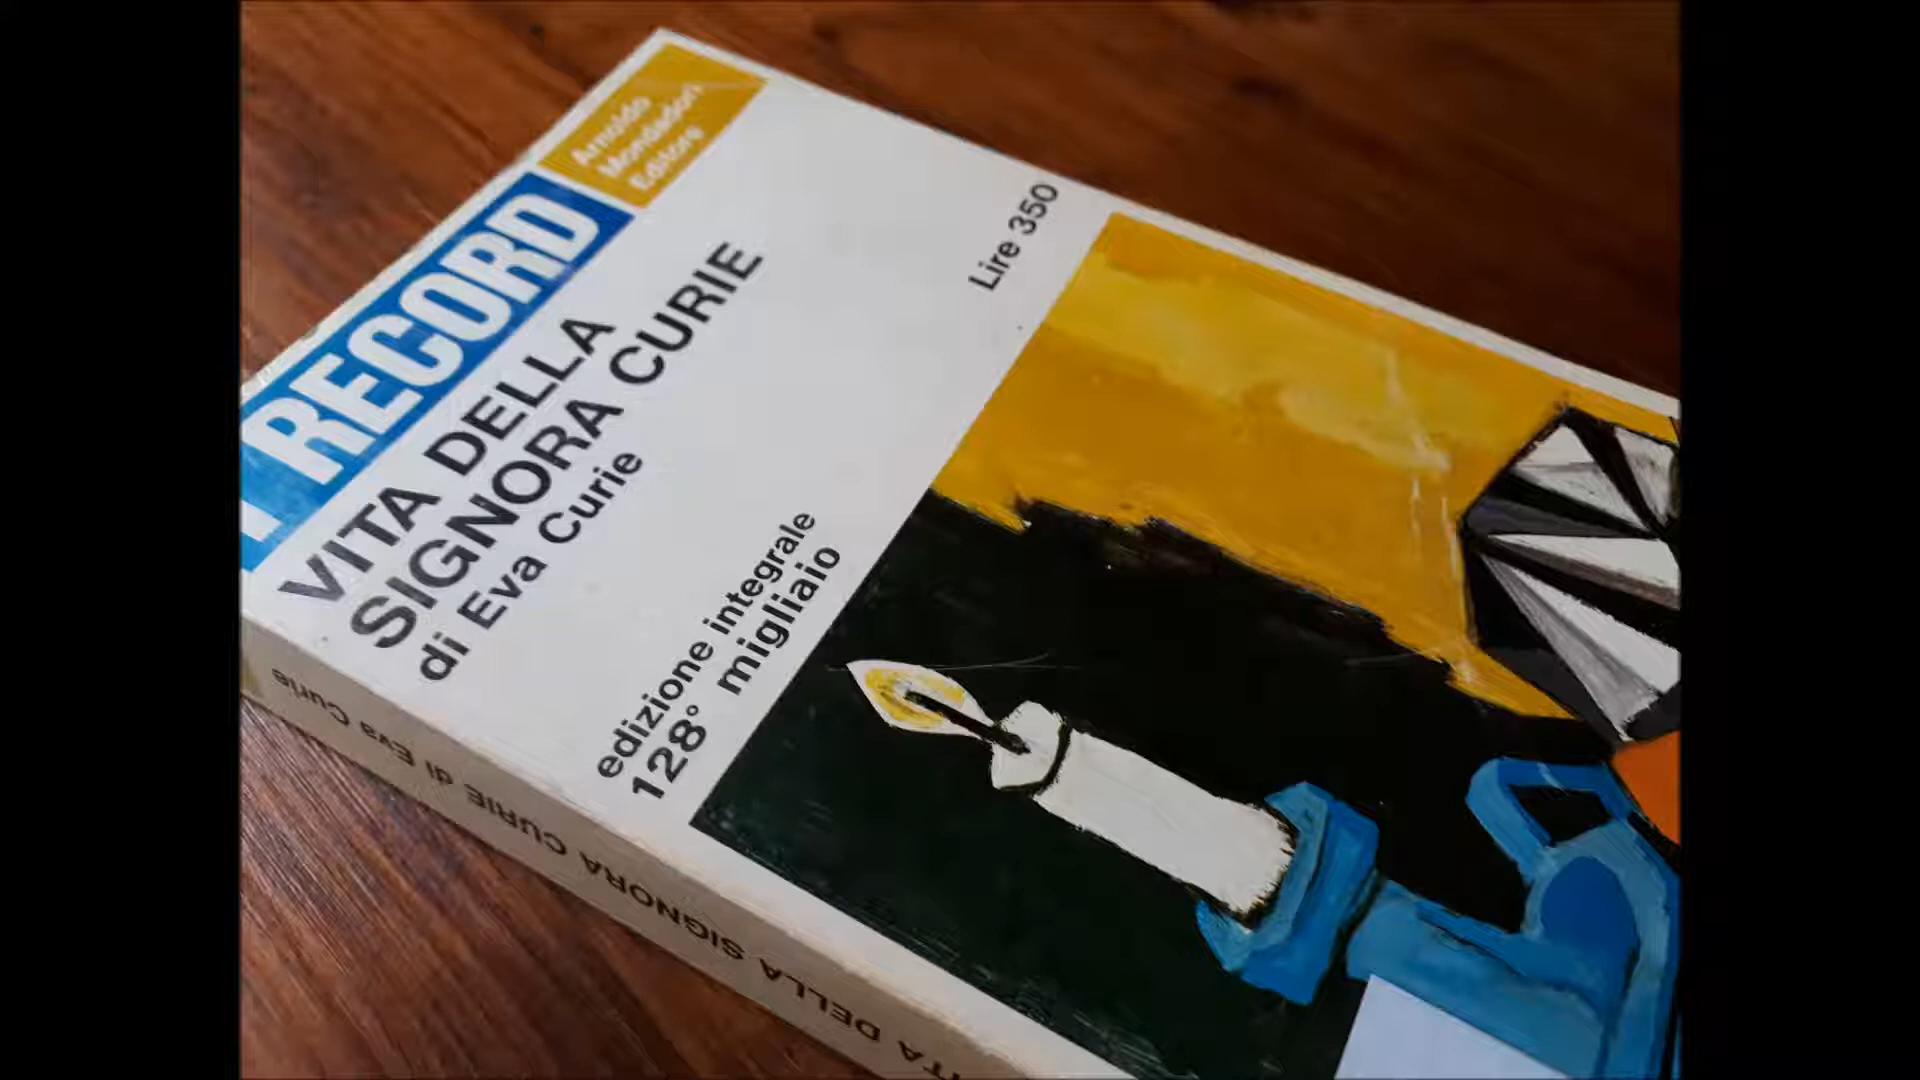 Arnoldo
Mondadori
Editore
I RECORD
VITA DELLA
SIGNORA CURIE
di Eva Curie
Lire 350
edizione integrale
128° migliaio
ITA DELLA SIGNORA CURIE di Eva Curie